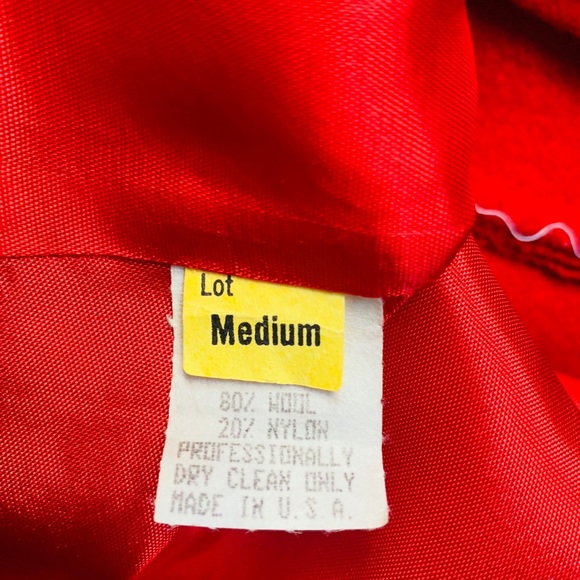 Lot
Medium
80% WOOL
20% NYLON
PROFESSIONALLY
DRY CLEAN ONLY
MADE IN U.S.A.